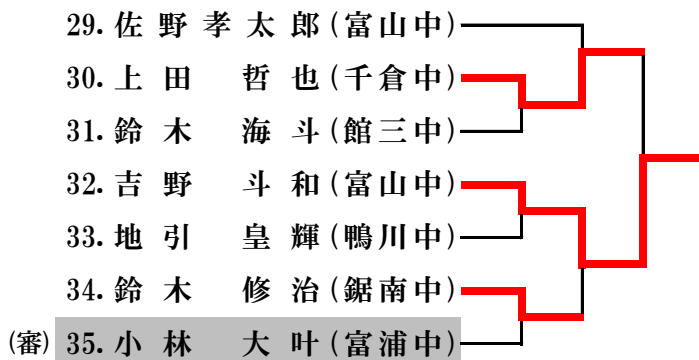 29. 佐野孝太郎(富山中)
30. 上田 哲也(千倉中)
31. 鈴木 海斗(館三中)
32. 吉野 斗和(富山中)
33. 地引 皇輝(鴨川中)
34. 鈴木 修治(鋸南中)
(審) 35. 小林 大叶(富浦中)